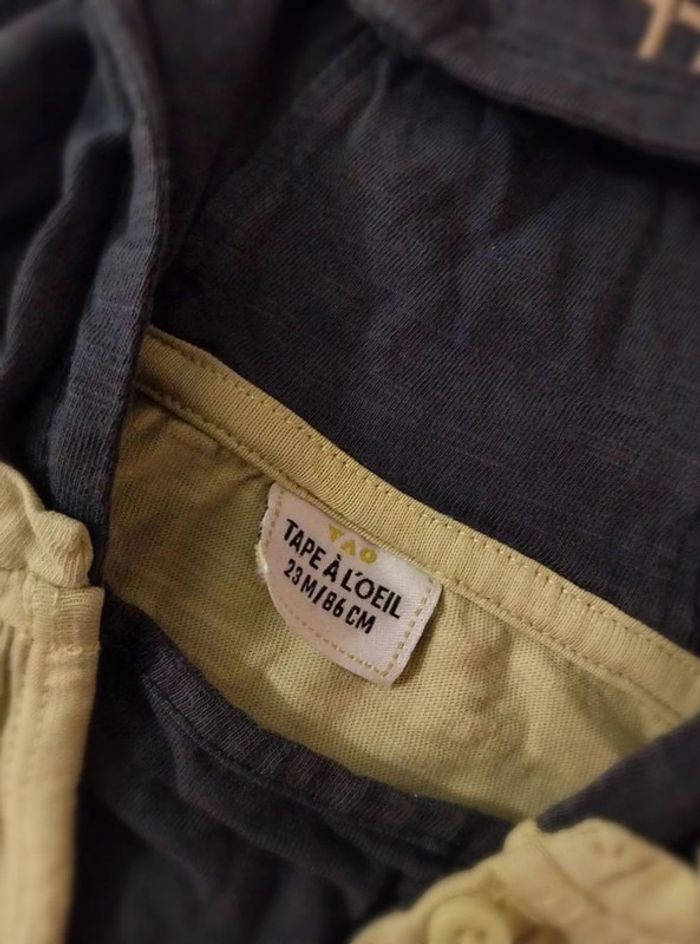 TAO
TAPE À L'OEIL
23 M/86 CM